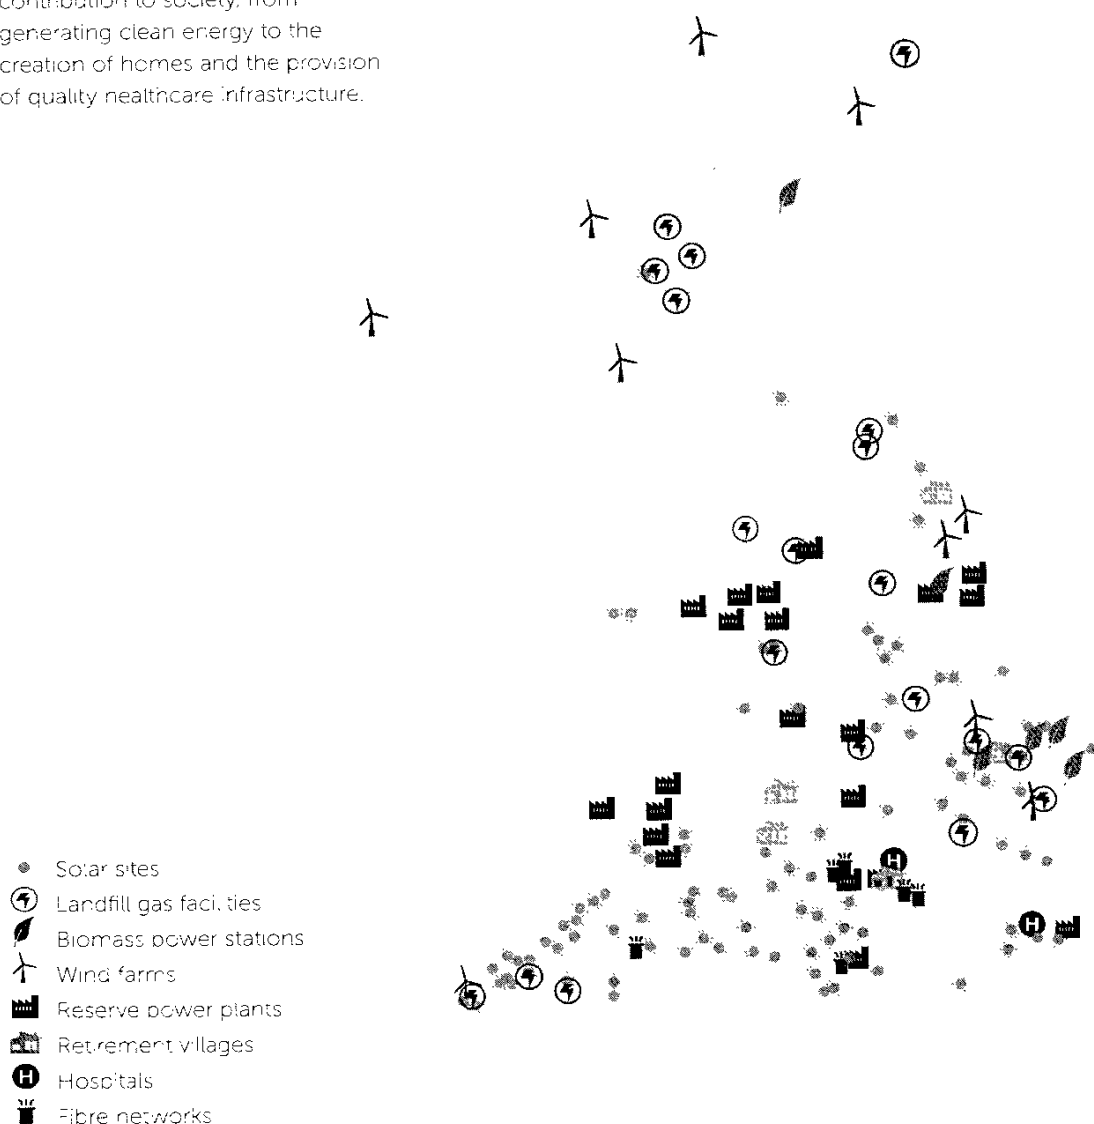 contribution to society, from
generating clean energy to the
creation of homes and the provision
of quality healthcare infrastructure.
Solar sites
Landfill gas facilities
Biomass power stations
Wind farms
Reserve power plants
Retirement villages
Hospitals
Fibre networks